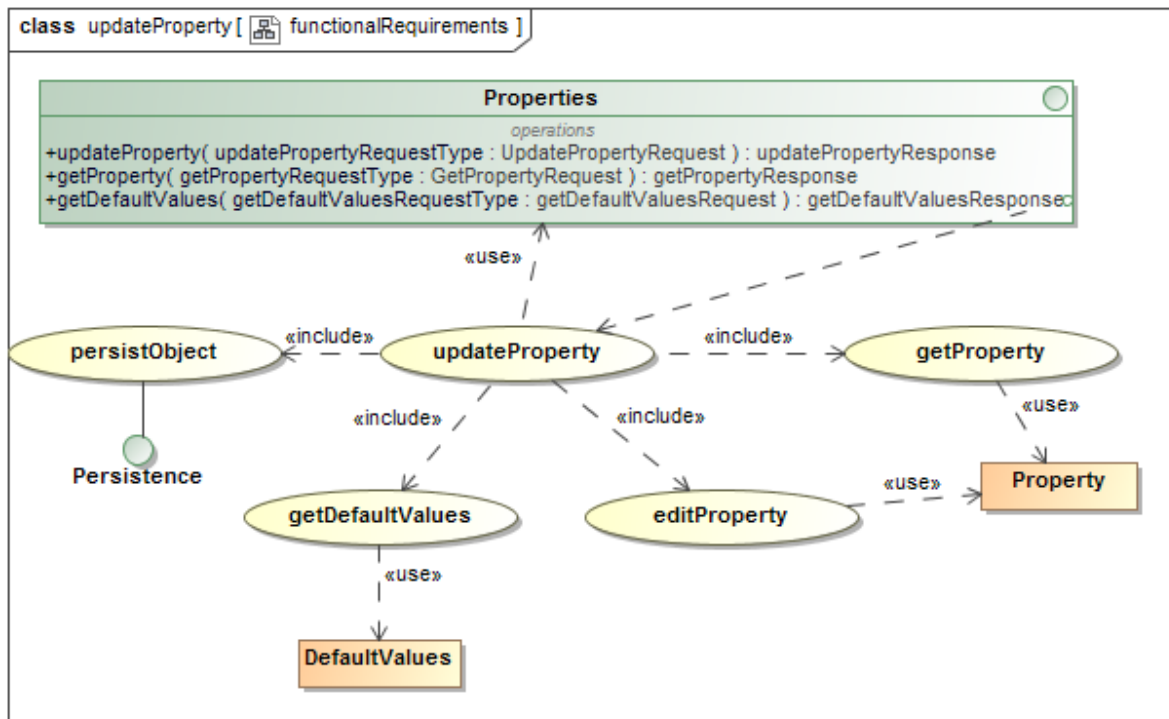 class updateProperty [ functionalRequirements ]
Properties
operations
+updateProperty( updatePropertyRequestType : UpdatePropertyRequest ) : updatePropertyResponse
+getProperty( getPropertyRequestType : GetPropertyRequest ) : getPropertyResponse
+getDefaultValues( getDefaultValuesRequestType : getDefaultValuesRequest ) : getDefaultValuesResponse
«use»
«include»
«include»
persistObject
updateProperty
getProperty
«include»
«include»
«use»
Persistence
Property
«use»
getDefaultValues
editProperty
«use»
DefaultValues